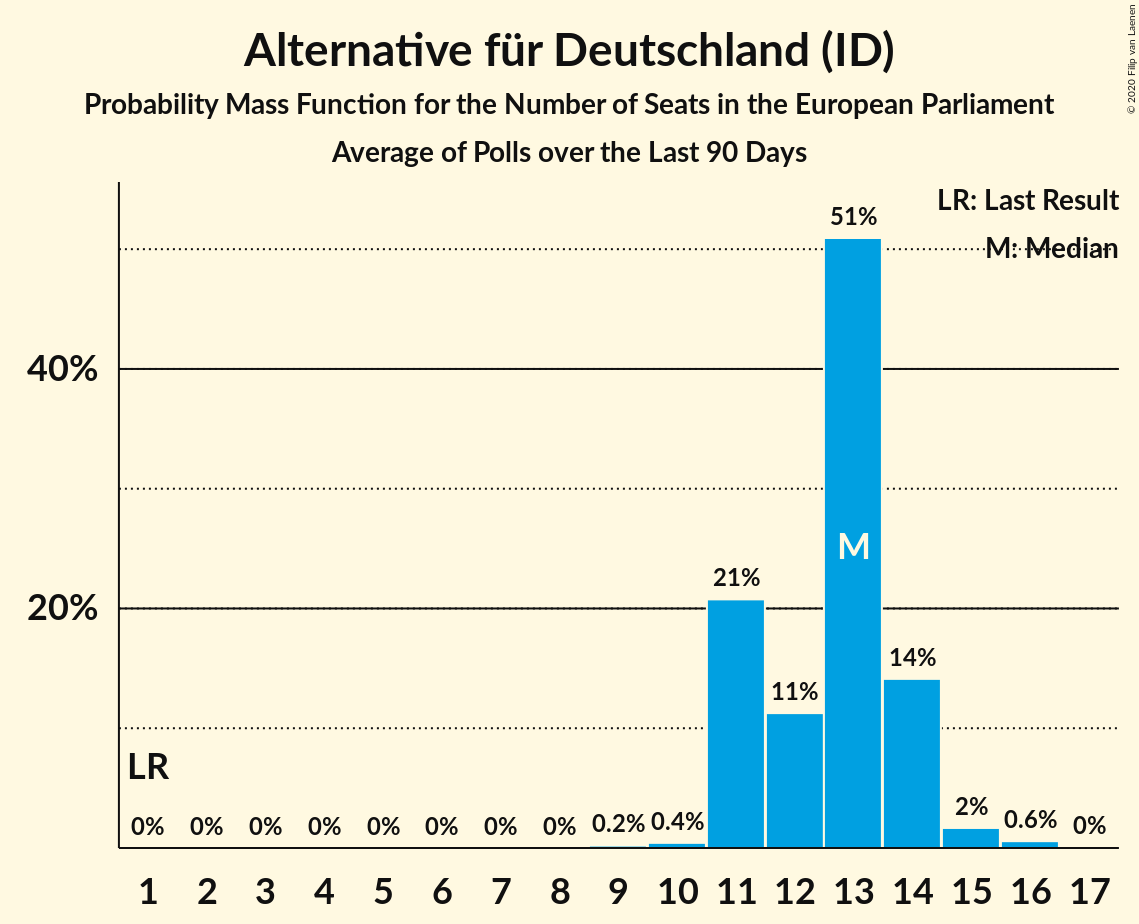 Alternative für Deutschland (ID)
Probability Mass Function for the Number of Seats in the European Parliament
Average of Polls over the Last 90 Days
© 2020 Filip van Laenen
LR: Last Result
M: Median
51%
40%
M
21%
20%
14%
11%
LR
0% 0% 0% 0% 0% 0% 0% 0% 0.2% 0.4% 2% 0.6% 0%
1 2 3 4 5 6 7 8 9 10 11 12 13 14 15 16 17